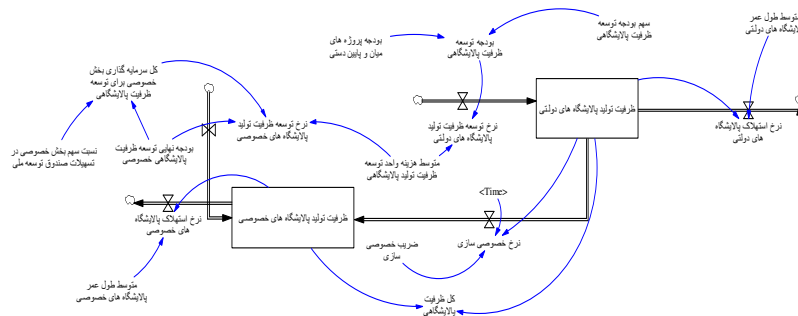 متوسط طول عمر
پالایشگاه های دولتی
سهم بودجه توسعه
ظرفیت پالایشگاهی
بودجه توسعه
ظرفیت پالایشگاهی
بودجه پروژه های
میان و پایین دستی
کل سرمایه گذاری بخش
خصوصی برای توسعه
ظرفیت پالایشگاهی
ظرفیت تولید پالایشگاه های دولتی
نرخ استهلاک پالایشگاه
های دولتی
نرخ توسعه ظرفیت تولید
پالایشگاه های دولتی
نرخ توسعه ظرفیت تولید
پالایشگاه های خصوصی
بودجه نهایی توسعه ظرفیت
پالایشگاهی خصوصی
نسبت سهم بخش خصوصی در
تسهیلات صندوق توسعه ملی
متوسط هزینه واحد توسعه
ظرفیت تولید پالایشگاهی
<Time>
ظرفیت تولید پالایشگاه های خصوصی
نرخ استهلاک پالایشگاه
های خصوصی
نرخ خصوصی سازی
ضریب خصوصی
سازی
متوسط طول عمر
پالایشگاه های خصوصی
کل ظرفیت
پالایشگاهی